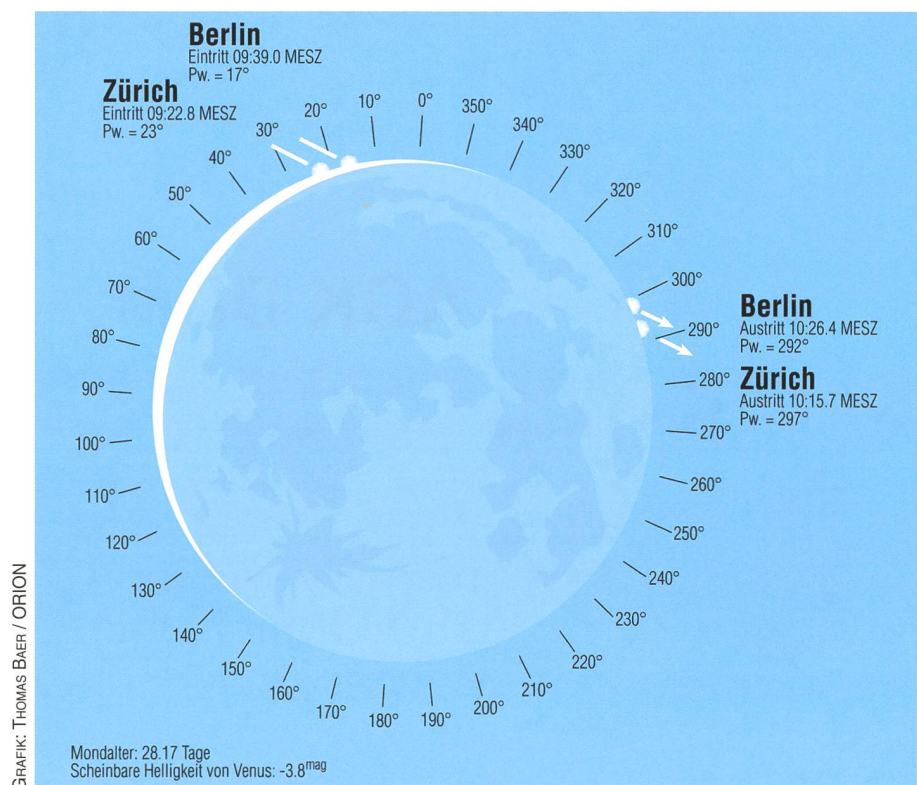 Berlin
Eintritt 09:39.0 MESZ
Pw. = 17°
Zürich
Eintritt 09:22.8 MESZ
Pw. = 23°
0°
10°
20°
30°
40°
50°
60°
70°
80°
90°
100°
110°
120°
130°
140°
150°
160°
170°
180°
190°
200°
210°
220°
230°
240°
250°
260°
270°
280°
290°
300°
310°
320°
330°
340°
350°
Berlin
Austritt 10:26.4 MESZ
Pw. = 292°
Zürich
Austritt 10:15.7 MESZ
Pw. = 297°
Mondalter: 28.17 Tage
Scheinbare Helligkeit von Venus: -3.8mag
GRAFIK: THOMAS BAER / ORION